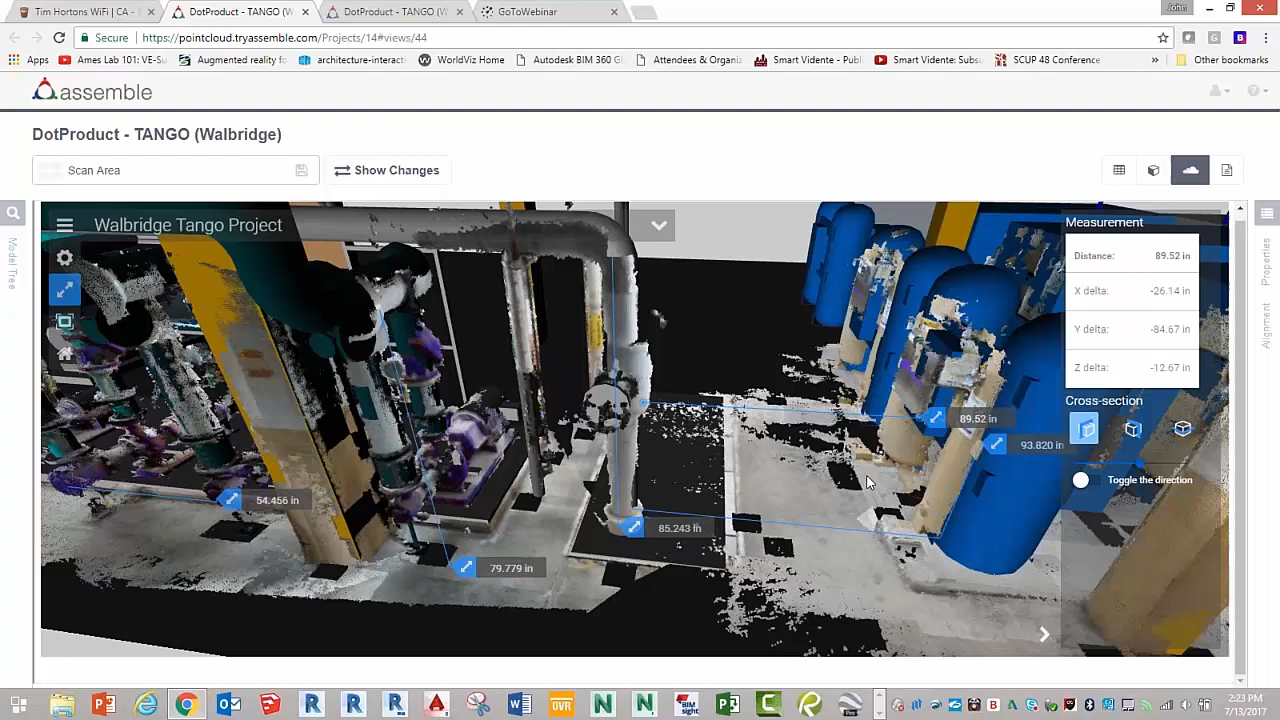 Tim Hortons WiFi | CA -
DotProduct - TANGO (W
DotProduct - TANGO (W
GoToWebinar
John
Secure
https://pointcloud.tryassemble.com/Projects/14#views/44
Apps
Ames Lab 101: VE-Su
Augmented reality fo
architecture-interacti
WorldViz Home
Autodesk BIM 360 Gl
Attendees & Organiz
Smart Vidente - Publ
Smart Vidente: Subs
SCUP 48 Conference
»
Other bookmarks
assemble
DotProduct - TANGO (Walbridge)
Scan Area
Show Changes
Model Tree
Walbridge Tango Project
Measurement
Distance: 89.52 in
X delta: -26.14 in
Y delta: -84.67 in
Z delta: -12.67 in
Cross-section
Toggle the direction
89.52 in
93.820 in
54.456 in
85.243 in
79.779 in
Properties
Alignment
2:23 PM
7/13/2017